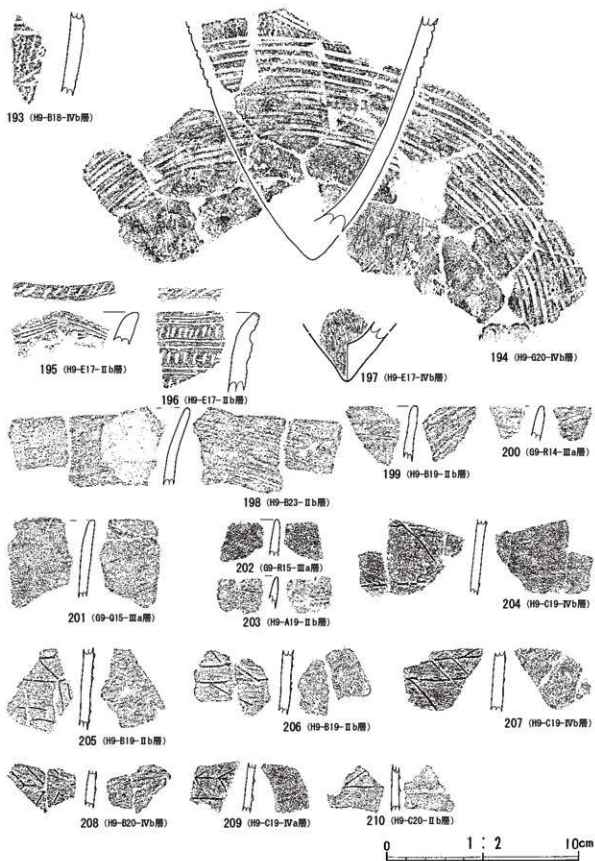 193 (H9-B18-Ⅳb層)
194 (H9-G20-Ⅳb層)
195 (H9-E17-Ⅱb層)
196 (H9-E17-Ⅱb層)
197 (H9-E17-Ⅳb層)
198 (H9-B23-Ⅱb層)
199 (H9-B19-Ⅱb層)
200 (G9-R14-Ⅲa層)
201 (G9-Q15-Ⅲa層)
202 (G9-R15-Ⅲa層)
203 (H9-A19-Ⅱb層)
204 (H9-C19-Ⅳb層)
205 (H9-B19-Ⅱb層)
206 (H9-B19-Ⅱb層)
207 (H9-C19-Ⅳb層)
208 (H9-B20-Ⅳb層)
209 (H9-C19-Ⅳa層)
210 (H9-C20-Ⅱb層)
0 1:2 10cm